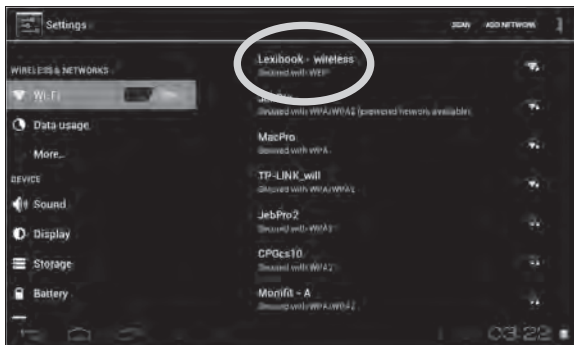 Settings
SCAN ADD NETWORK
WIRELESS & NETWORKS
Wi-Fi
Data usage
More...
DEVICE
Sound
Display
Storage
Battery
Lexibook - wireless
Secured with WEP
Secured with WPA/WPA2 (protected network available)
MacPro
Secured with WPA
TP-LINK_will
Secured with WPA/WPA2
JebPro2
Secured with WPA2
CPGcs10
Secured with WPA2
Momifit - A
Secured with WPA/WPA2
03:22